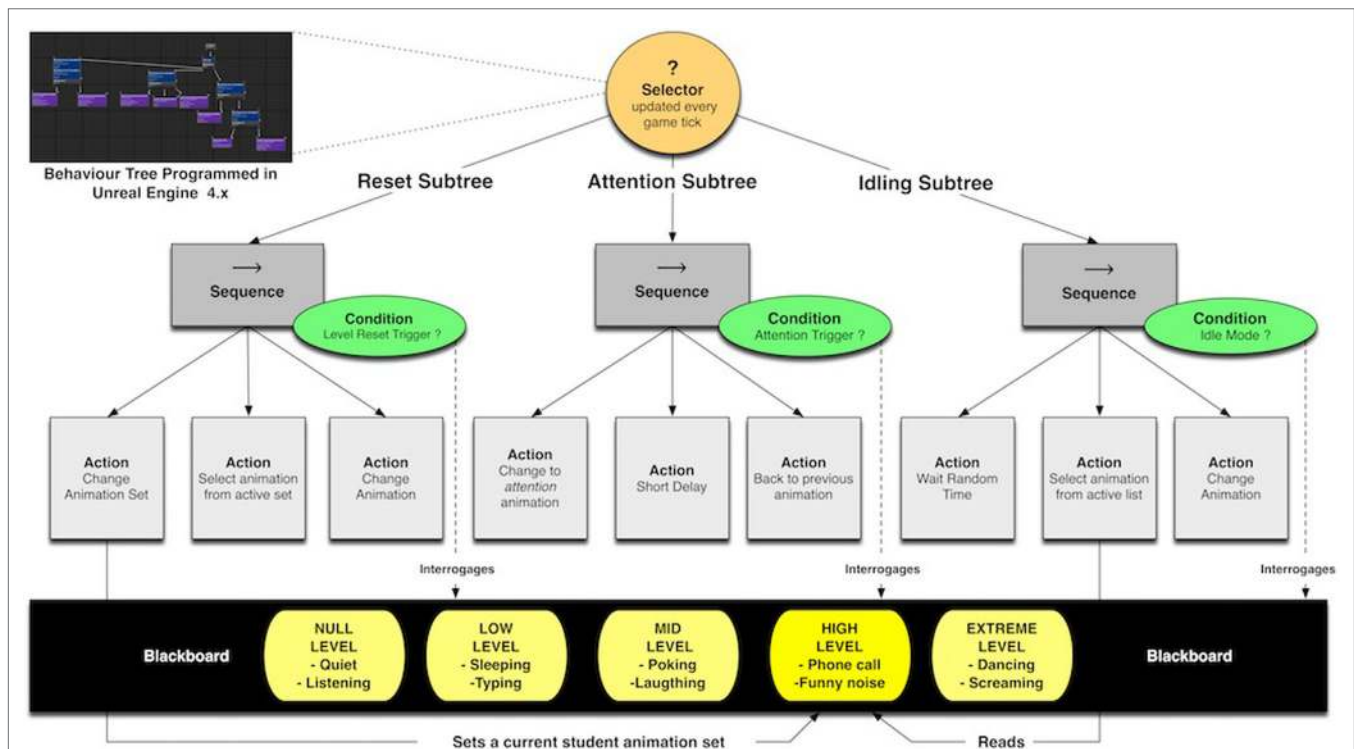 ?
Selector
updated every
game tick
Behaviour Tree Programmed in
Unreal Engine 4.x
Reset Subtree
Attention Subtree
Idling Subtree
→
Sequence
Condition
Level Reset Trigger ?
→
Sequence
Condition
Attention Trigger ?
→
Sequence
Condition
Idle Mode ?
Action
Change
Animation Set
Action
Select animation
from active set
Action
Change
Animation
Action
Change to
attention
animation
Action
Short Delay
Action
Back to previous
animation
Action
Wait Random
Time
Action
Select animation
from active list
Action
Change
Animation
Interrogages
Interrogages
Interrogages
Blackboard
NULL
LEVEL
- Quiet
- Listening
LOW
LEVEL
- Sleeping
-Typing
MID
LEVEL
- Poking
-Laugthing
HIGH
LEVEL
- Phone call
-Funny noise
EXTREME
LEVEL
- Dancing
- Screaming
Blackboard
Sets a current student animation set
Reads